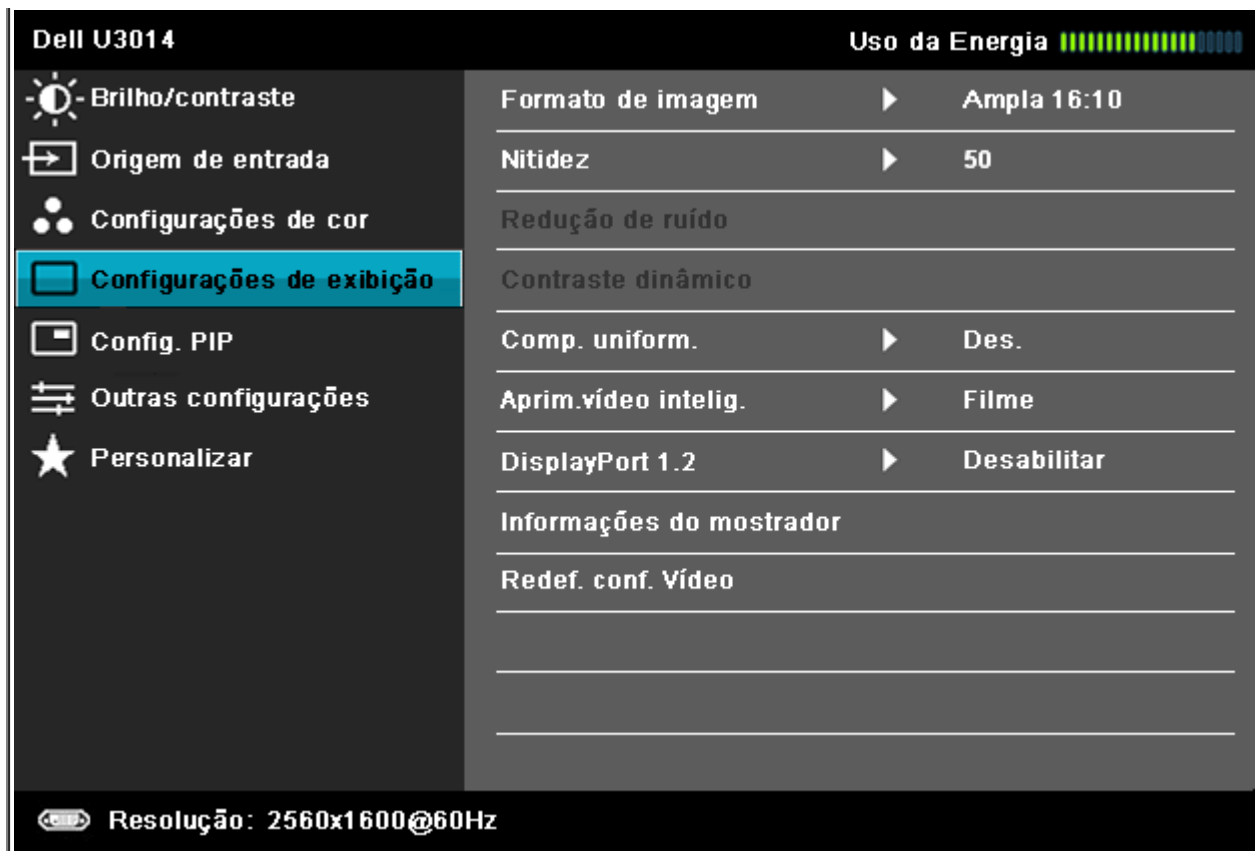 Dell U3014
Uso da Energia
Brilho/contraste
Origem de entrada
Configurações de cor
Configurações de exibição
Config. PIP
Outras configurações
Personalizar
Formato de imagem Ampla 16:10
Nitidez 50
Redução de ruído
Contraste dinâmico
Comp. uniform. Des.
Aprim.vídeo intelig. Filme
DisplayPort 1.2 Desabilitar
Informações do mostrador
Redef. conf. Vídeo
Resolução: 2560x1600@60Hz